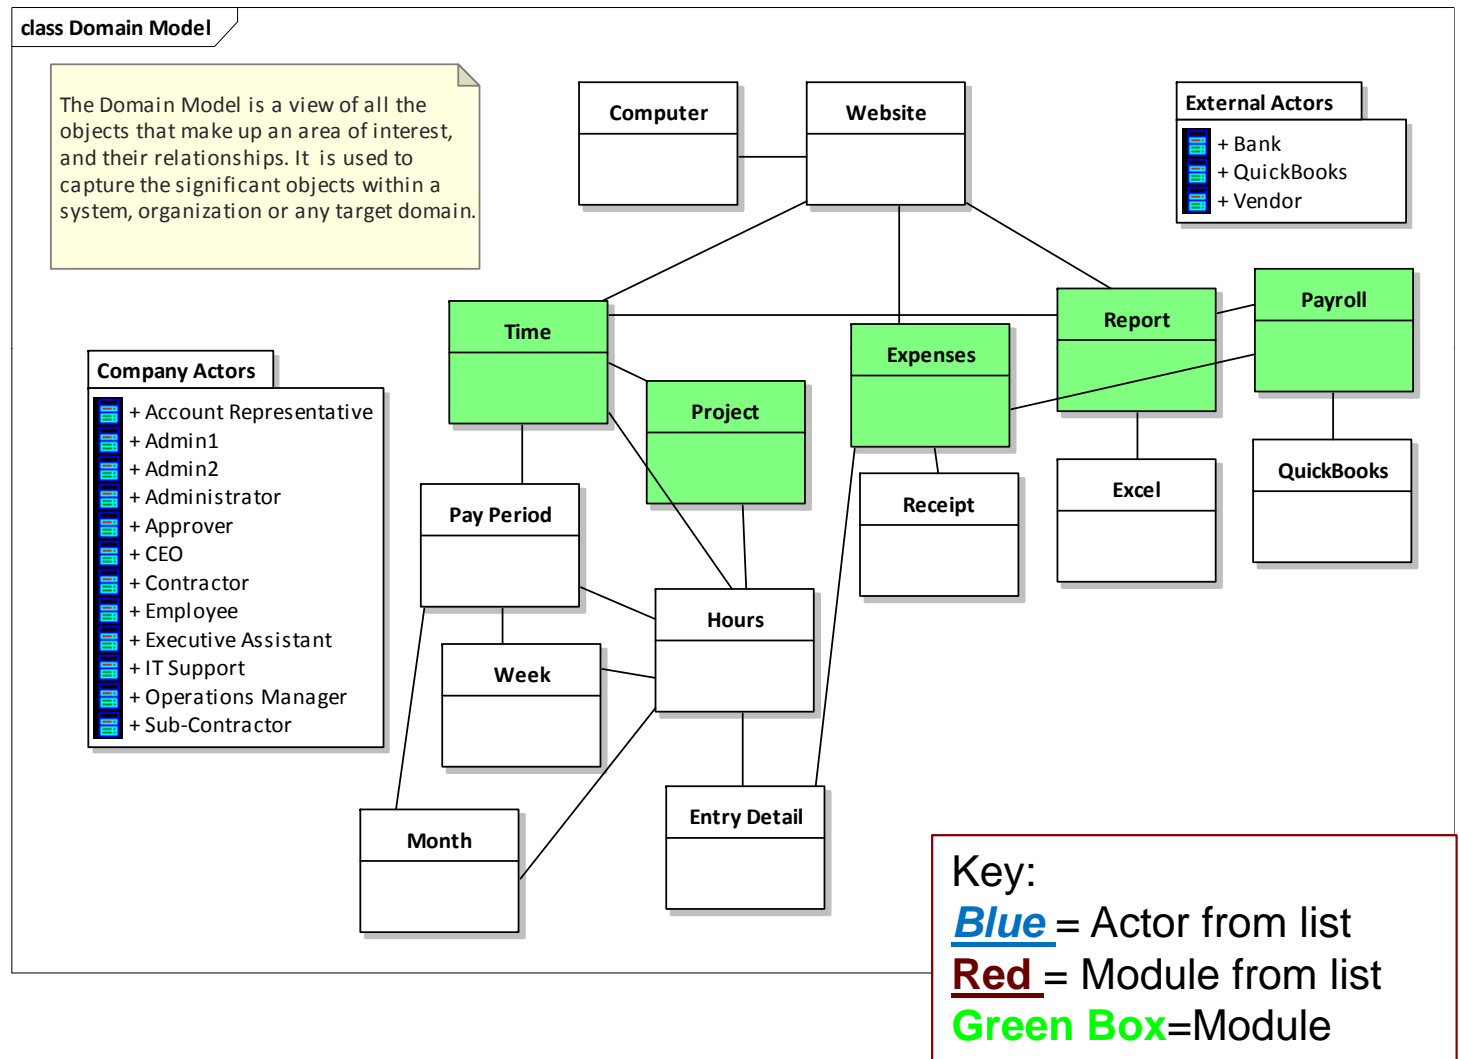 class Domain Model
The Domain Model is a view of all the
objects that make up an area of interest,
and their relationships. It is used to
capture the significant objects within a
system, organization or any target domain.
Computer
Website
External Actors
+ Bank
+ QuickBooks
+ Vendor
Time
Expenses
Report
Payroll
Company Actors
+ Account Representative
+ Admin1
+ Admin2
+ Administrator
+ Approver
+ CEO
+ Contractor
+ Employee
+ Executive Assistant
+ IT Support
+ Operations Manager
+ Sub-Contractor
Project
Pay Period
Receipt
Excel
QuickBooks
Hours
Week
Month
Entry Detail
Key:
Blue = Actor from list
Red = Module from list
Green Box=Module